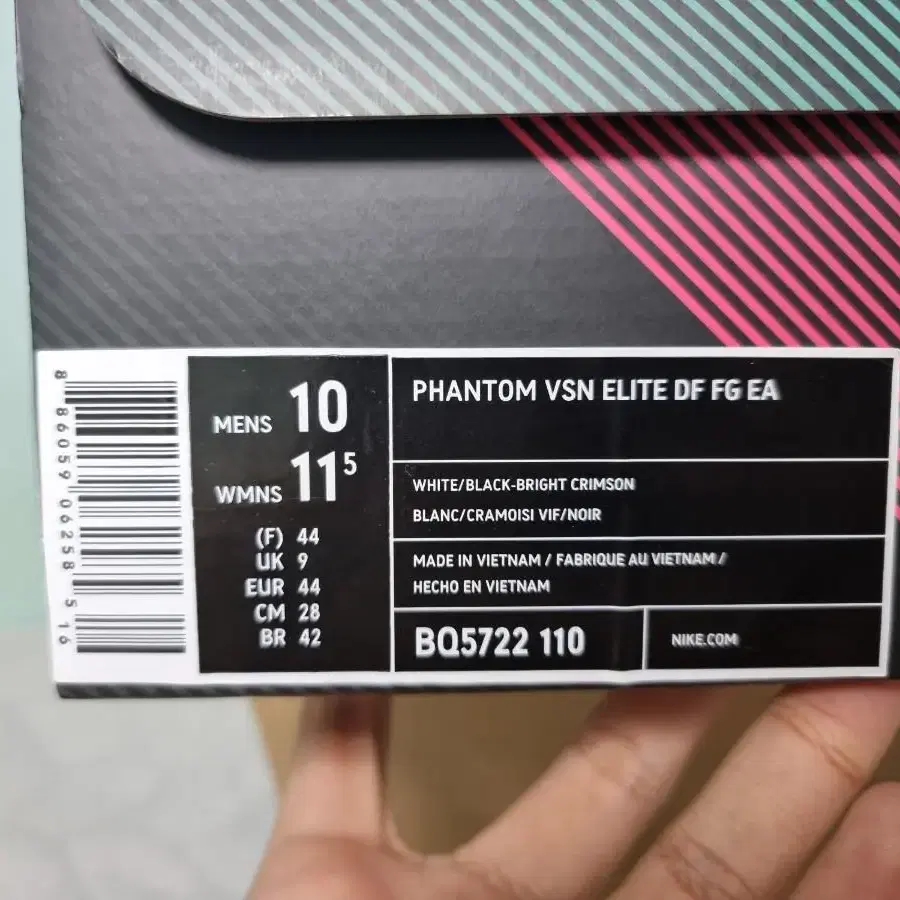 8 86059 06258 5 16
MENS 10
WMNS 11⁵
(F) 44
UK 9
EUR 44
CM 28
BR 42
PHANTOM VSN ELITE DF FG EA
WHITE/BLACK-BRIGHT CRIMSON
BLANC/CRAMOISI VIF/NOIR
MADE IN VIETNAM / FABRIQUE AU VIETNAM /
HECHO EN VIETNAM
BQ5722 110
NIKE.COM